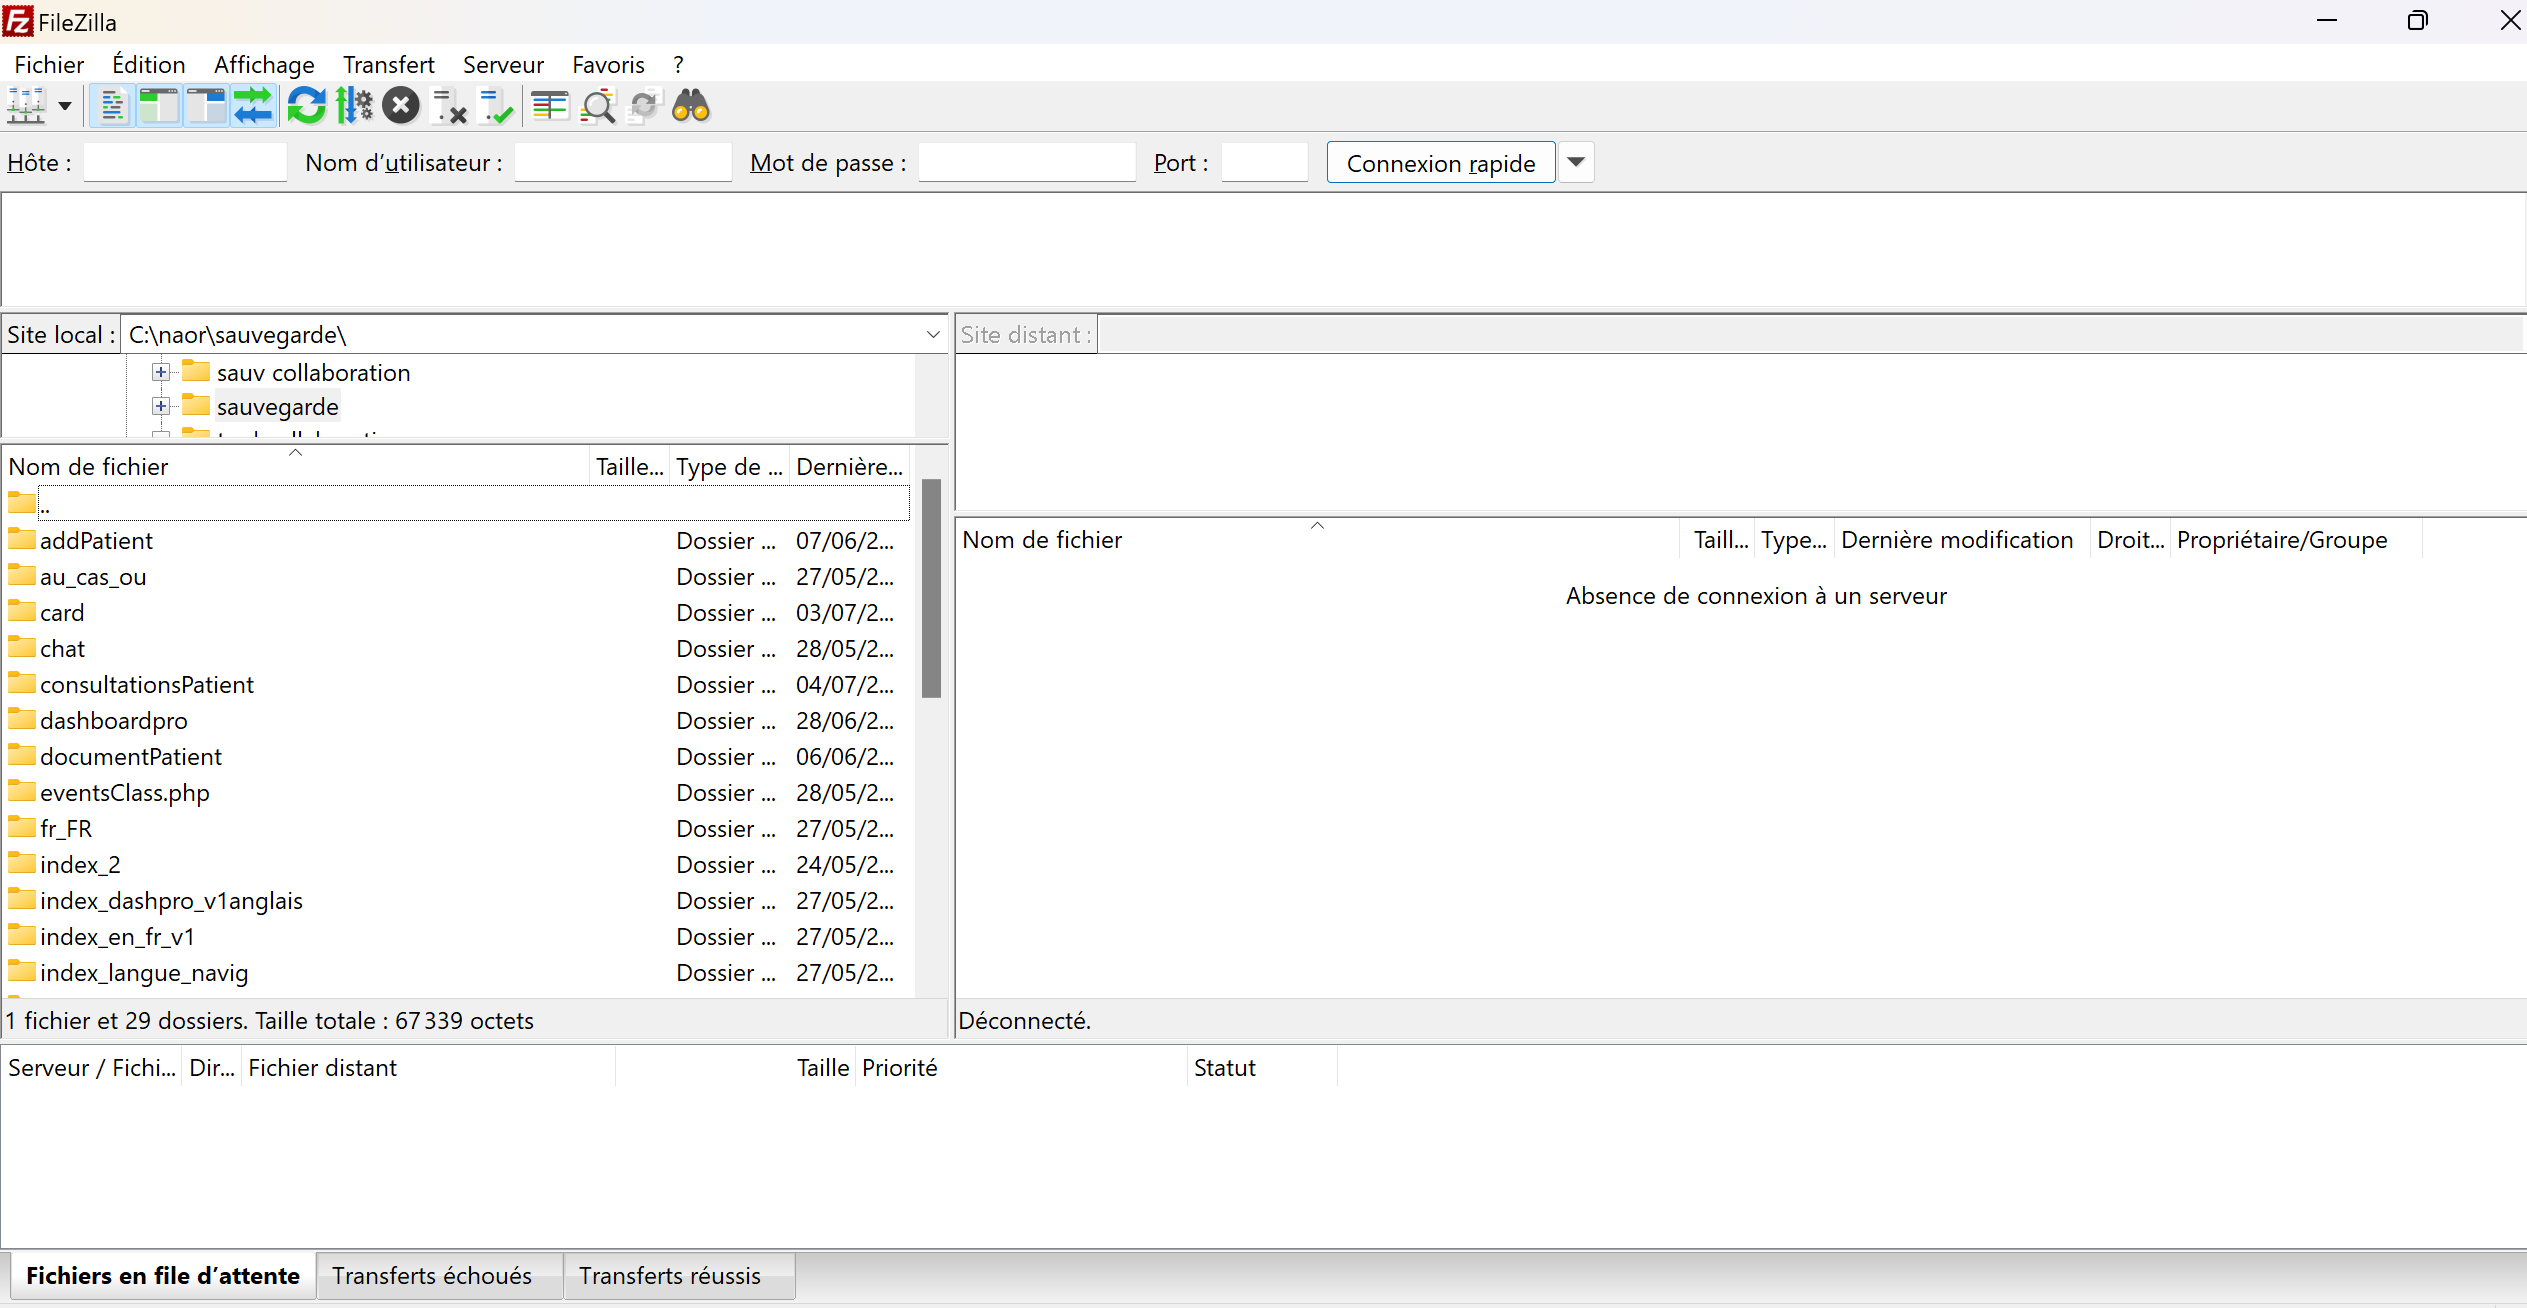 FileZilla
Fichier Édition Affichage Transfert Serveur Favoris ?
Hôte : Nom d'utilisateur : Mot de passe : Port : Connexion rapide
Site local : C:\naor\sauvegarde\
sauv collaboration
sauvegarde
Nom de fichier Taille... Type de ... Dernière...
..
addPatient Dossier ... 07/06/2...
au_cas_ou Dossier ... 27/05/2...
card Dossier ... 03/07/2...
chat Dossier ... 28/05/2...
consultationsPatient Dossier ... 04/07/2...
dashboardpro Dossier ... 28/06/2...
documentPatient Dossier ... 06/06/2...
eventsClass.php Dossier ... 28/05/2...
fr_FR Dossier ... 27/05/2...
index_2 Dossier ... 24/05/2...
index_dashpro_v1anglais Dossier ... 27/05/2...
index_en_fr_v1 Dossier ... 27/05/2...
index_langue_navig Dossier ... 27/05/2...
1 fichier et 29 dossiers. Taille totale : 67 339 octets
Site distant :
Nom de fichier Taill... Type... Dernière modification Droit... Propriétaire/Groupe
Absence de connexion à un serveur
Déconnecté.
Serveur / Fichi... Dir... Fichier distant Taille Priorité Statut
Fichiers en file d'attente Transferts échoués Transferts réussis